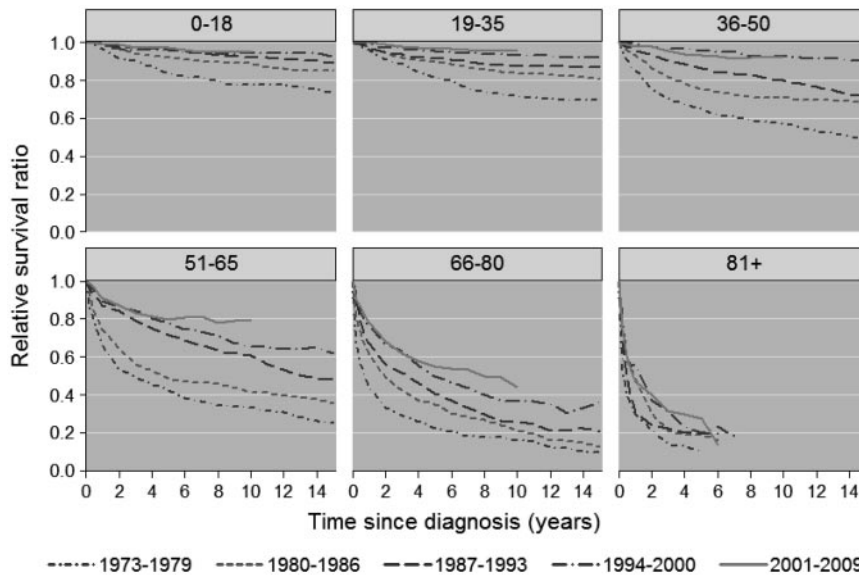 0-18 19-35 36-50
1.0
0.8
0.6
0.4
0.2
0.0
Relative survival ratio
51-65 66-80 81+
1.0
0.8
0.6
0.4
0.2
0.0
0 2 4 6 8 10 12 14 0 2 4 6 8 10 12 14 0 2 4 6 8 10 12 14
Time since diagnosis (years)
1973-1979 1980-1986 1987-1993 1994-2000 2001-2009